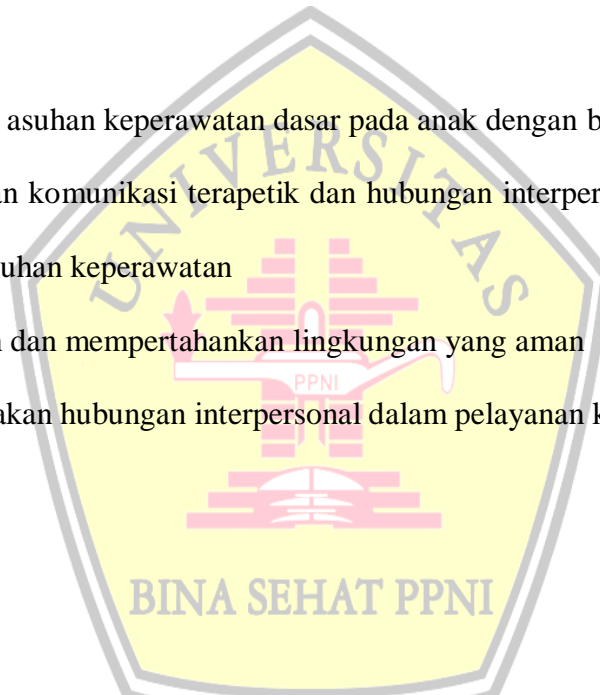 asuhan keperawatan dasar pada anak dengan b
an komunikasi terapetik dan hubungan interper
uhan keperawatan
n dan mempertahankan lingkungan yang aman
akan hubungan interpersonal dalam pelayanan k
UNIVERSITAS
PPNI
BINA SEHAT PPNI